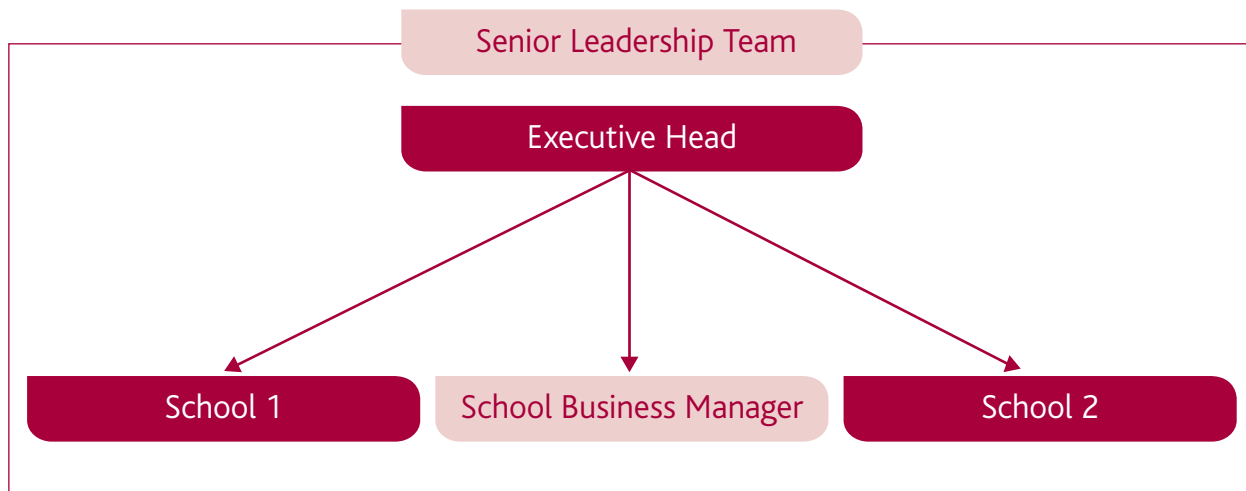 Senior Leadership Team
Executive Head
School 1
School Business Manager
School 2